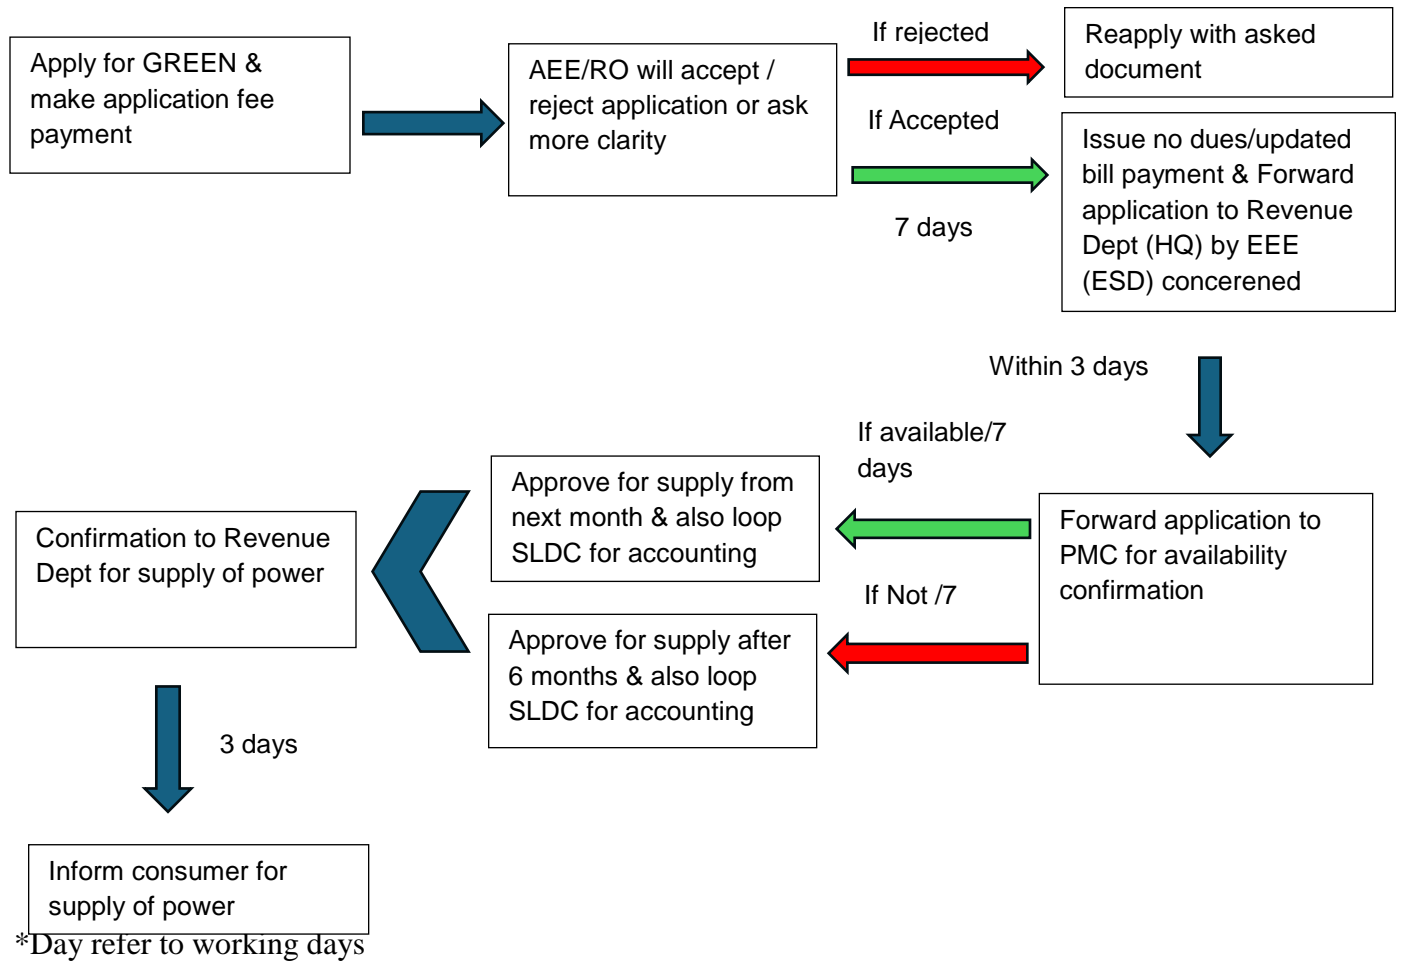 Apply for GREEN &
make application fee
payment
AEE/RO will accept /
reject application or ask
more clarity
If rejected
Reapply with asked
document
If Accepted
7 days
Issue no dues/updated
bill payment & Forward
application to Revenue
Dept (HQ) by EEE
(ESD) concerened
Within 3 days
Forward application to
PMC for availability
confirmation
If available/7
days
Approve for supply from
next month & also loop
SLDC for accounting
If Not /7
Approve for supply after
6 months & also loop
SLDC for accounting
Confirmation to Revenue
Dept for supply of power
3 days
Inform consumer for
supply of power
*Day refer to working days